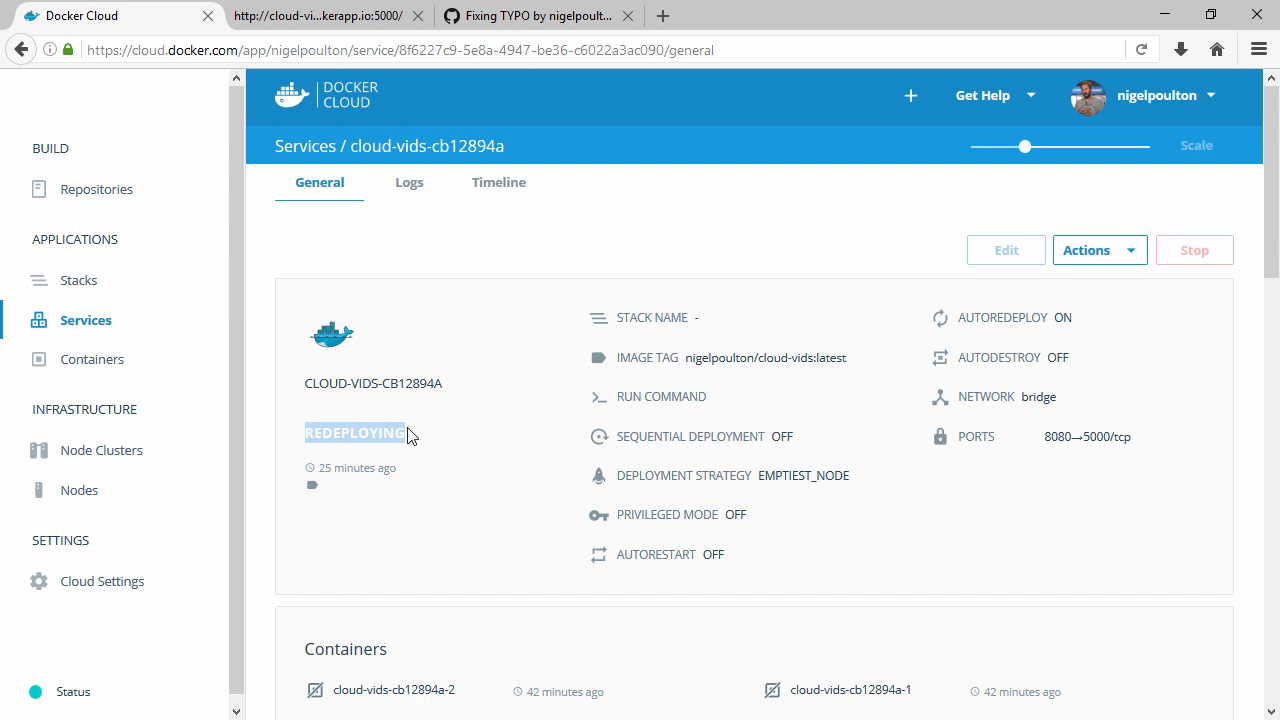 Docker Cloud
http://cloud-vi...kerapp.io:5000/
Fixing TYPO by nigelpoult...
https://cloud.docker.com/app/nigelpoulton/service/8f6227c9-5e8a-4947-be36-c6022a3ac090/general
DOCKER
CLOUD
Get Help
nigelpoulton
Services / cloud-vids-cb12894a
Scale
General
Logs
Timeline
BUILD
Repositories
APPLICATIONS
Stacks
Services
Containers
INFRASTRUCTURE
Node Clusters
Nodes
SETTINGS
Cloud Settings
Status
Edit
Actions
Stop
CLOUD-VIDS-CB12894A
REDEPLOYING
25 minutes ago
STACK NAME -
IMAGE TAG nigelpoulton/cloud-vids:latest
RUN COMMAND
SEQUENTIAL DEPLOYMENT OFF
DEPLOYMENT STRATEGY EMPTIEST_NODE
PRIVILEGED MODE OFF
AUTORESTART OFF
AUTOREDEPLOY ON
AUTODESTROY OFF
NETWORK bridge
PORTS 8080→5000/tcp
Containers
cloud-vids-cb12894a-2 42 minutes ago
cloud-vids-cb12894a-1 42 minutes ago